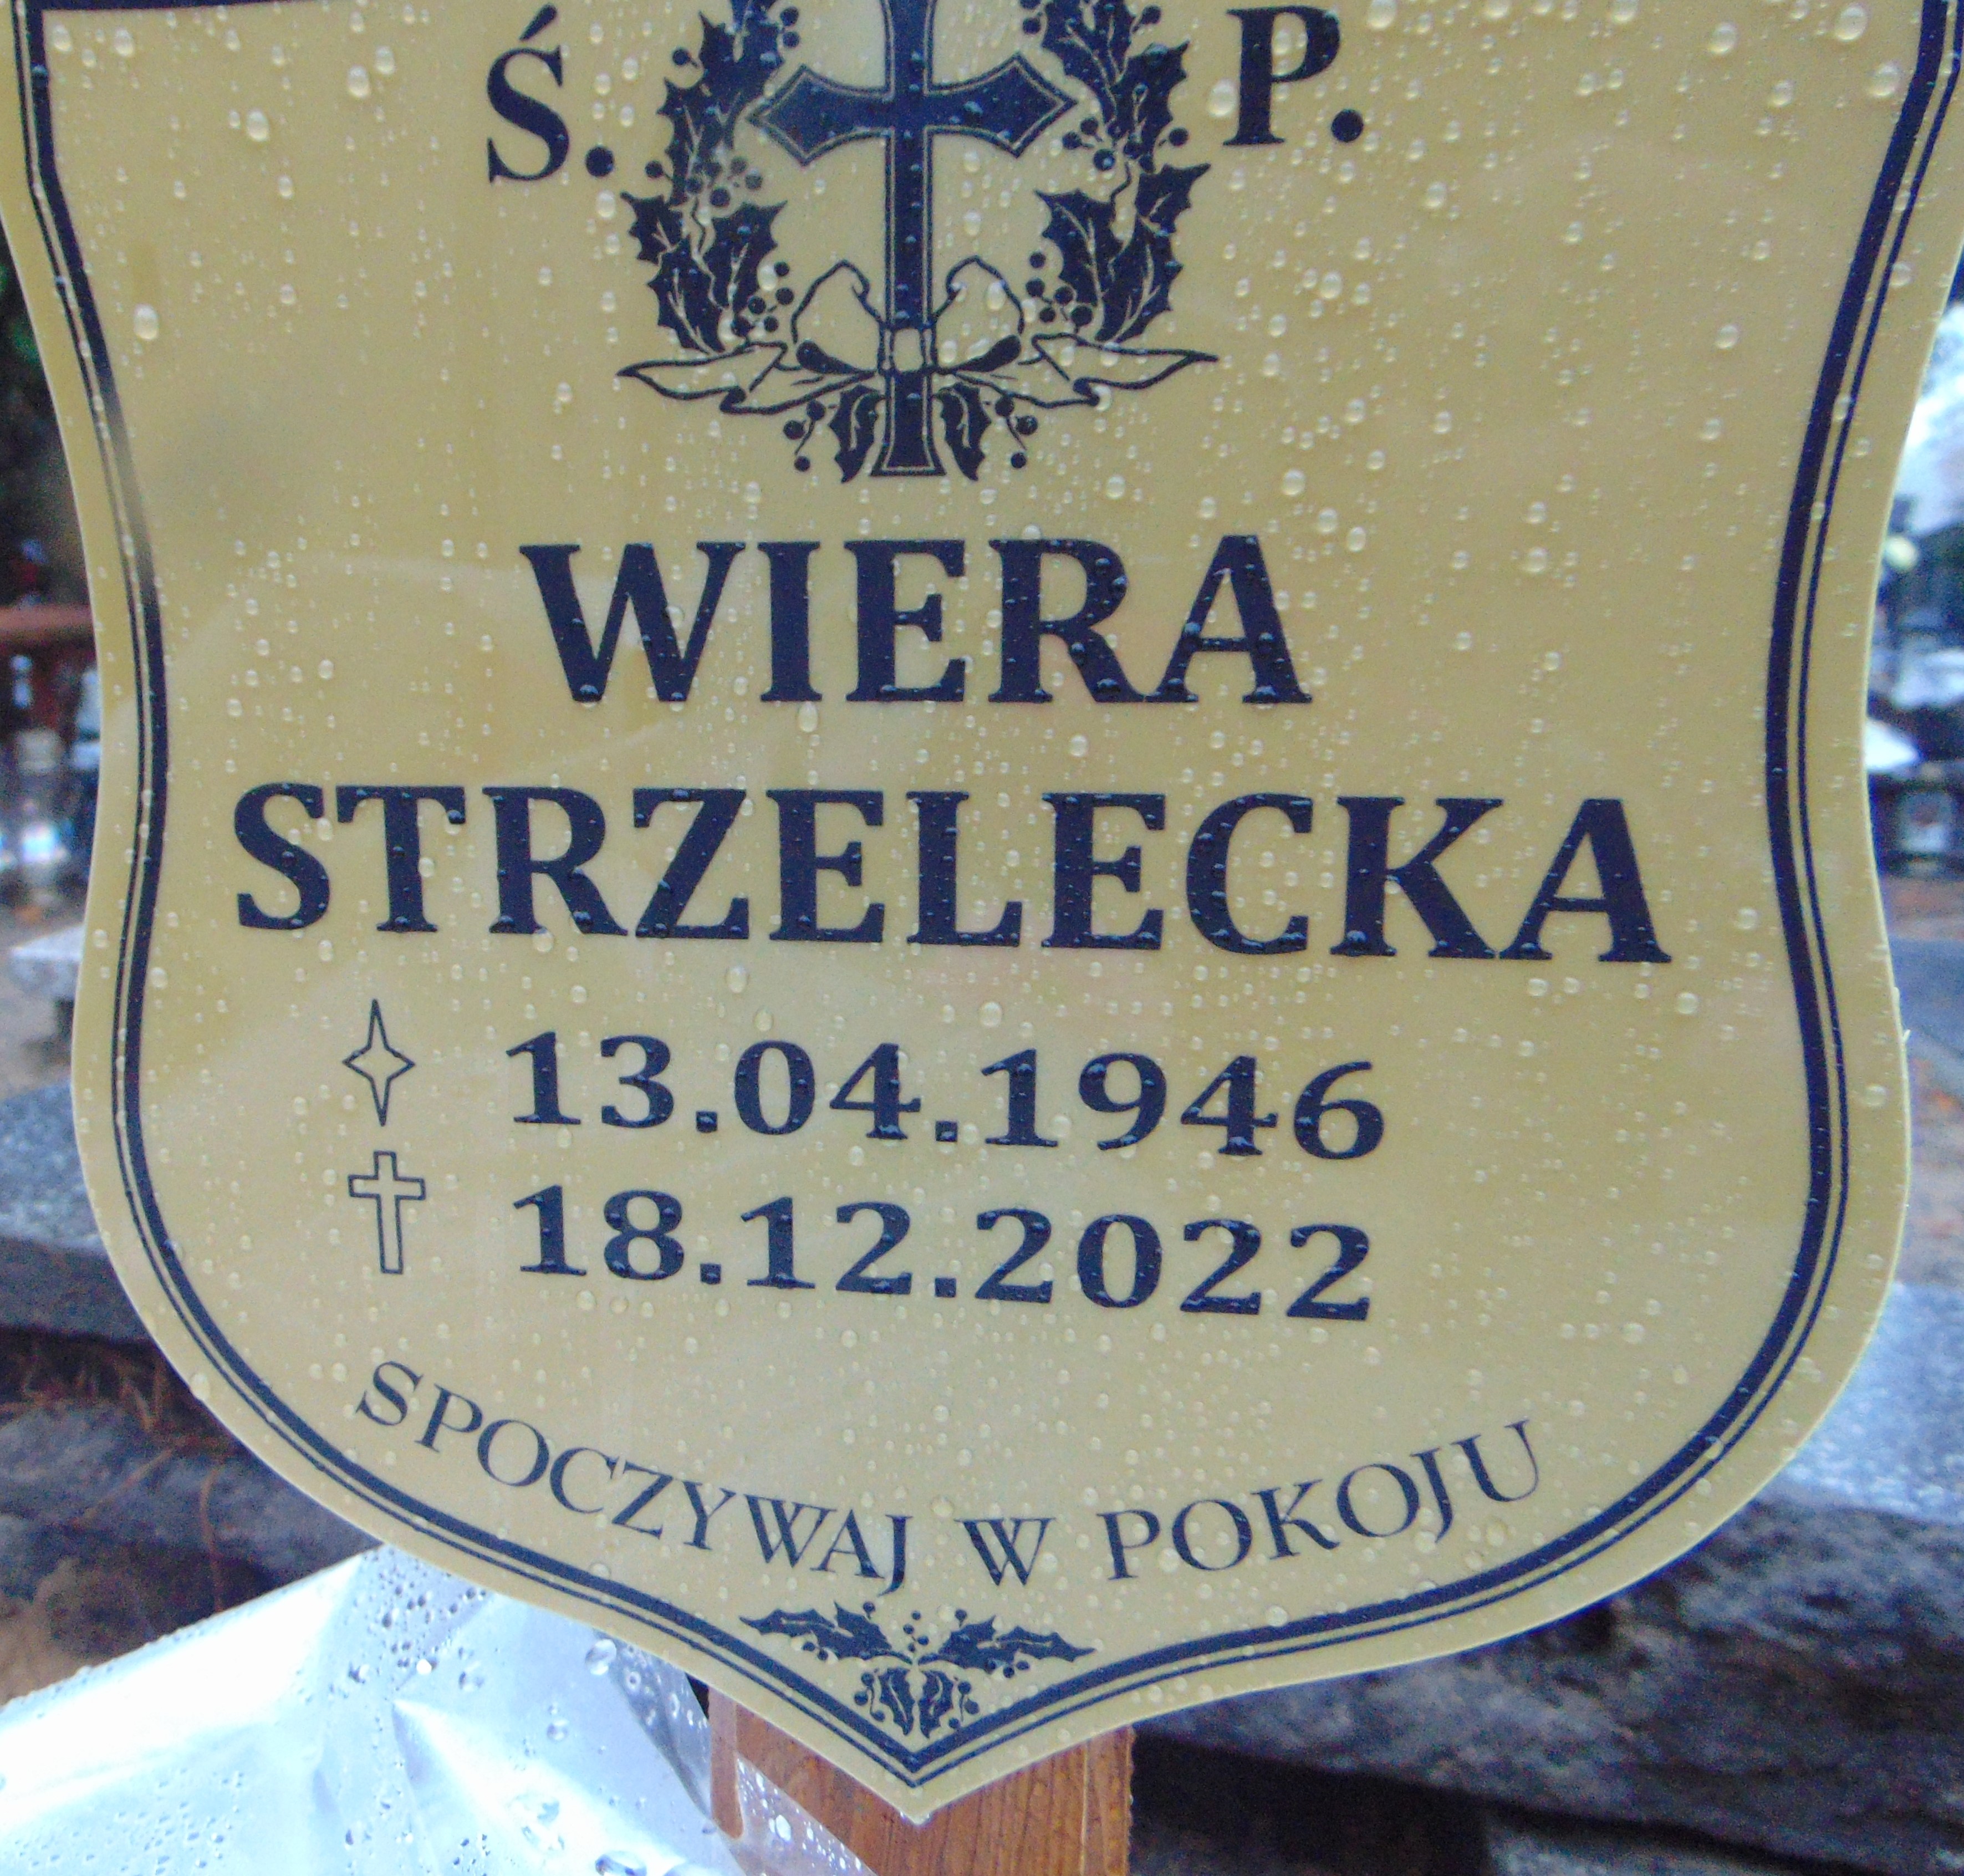 Ś. P.
WIERA
STRZELECKA
13.04.1946
18.12.2022
SPOCZYWAJ W POKOJU